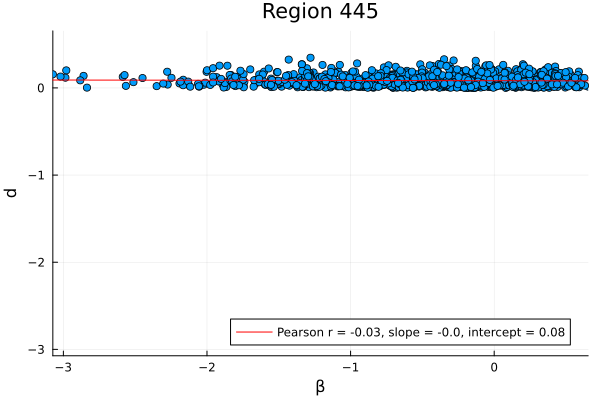 Region 445
0
−1
−2
−3
d
Pearson r = -0.03, slope = -0.0, intercept = 0.08
−3 −2 −1 0
β